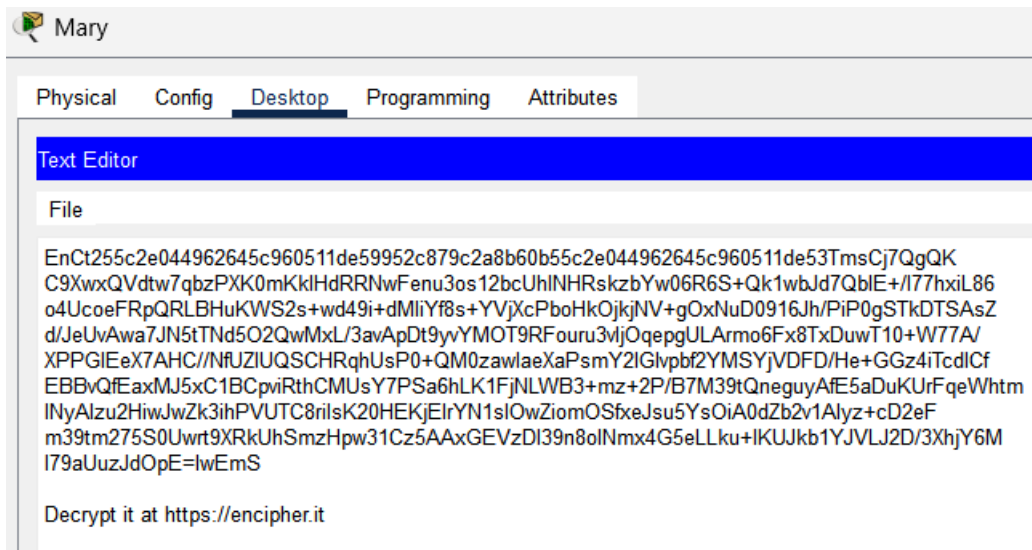 Mary
Physical Config Desktop Programming Attributes
Text Editor
File
EnCt255c2e044962645c960511de59952c879c2a8b60b55c2e044962645c960511de53TmsCj7QgQK
C9XwxQVdtw7qbzPXK0mKklHdRRNwFenu3os12bcUhlNHRskzbYw06R6S+Qk1wbJd7QblE+/l77hxiL86
o4UcoeFRpQRLBHuKWS2s+wd49i+dMliYf8s+YVjXcPboHkOjkjNV+gOxNuD0916Jh/PiP0gSTkDTSAsZ
d/JeUvAwa7JN5tTNd5O2QwMxL/3avApDt9yvYMOT9RFouru3vljOqepgULArmo6Fx8TxDuwT10+W77A/
XPPGlEeX7AHC//NfUZlUQSCHRqhUsP0+QM0zawlaeXaPsmY2lGlvpbf2YMSYjVDFD/He+GGz4iTcdlCf
EBBvQfEaxMJ5xC1BCpviRthCMUsY7PSa6hLK1FjNLWB3+mz+2P/B7M39tQneguyAfE5aDuKUrFqeWhtm
lNyAlzu2HiwJwZk3ihPVUTC8rilsK20HEKjElrYN1slOwZiomOSfxeJsu5YsOiA0dZb2v1Alyz+cD2eF
m39tm275S0Uwrt9XRkUhSmzHpw31Cz5AAxGEVzDl39n8olNmx4G5eLLku+lKUJkb1YJVLJ2D/3XhjY6M
l79aUuzJdOpE=lwEmS
Decrypt it at https://encipher.it